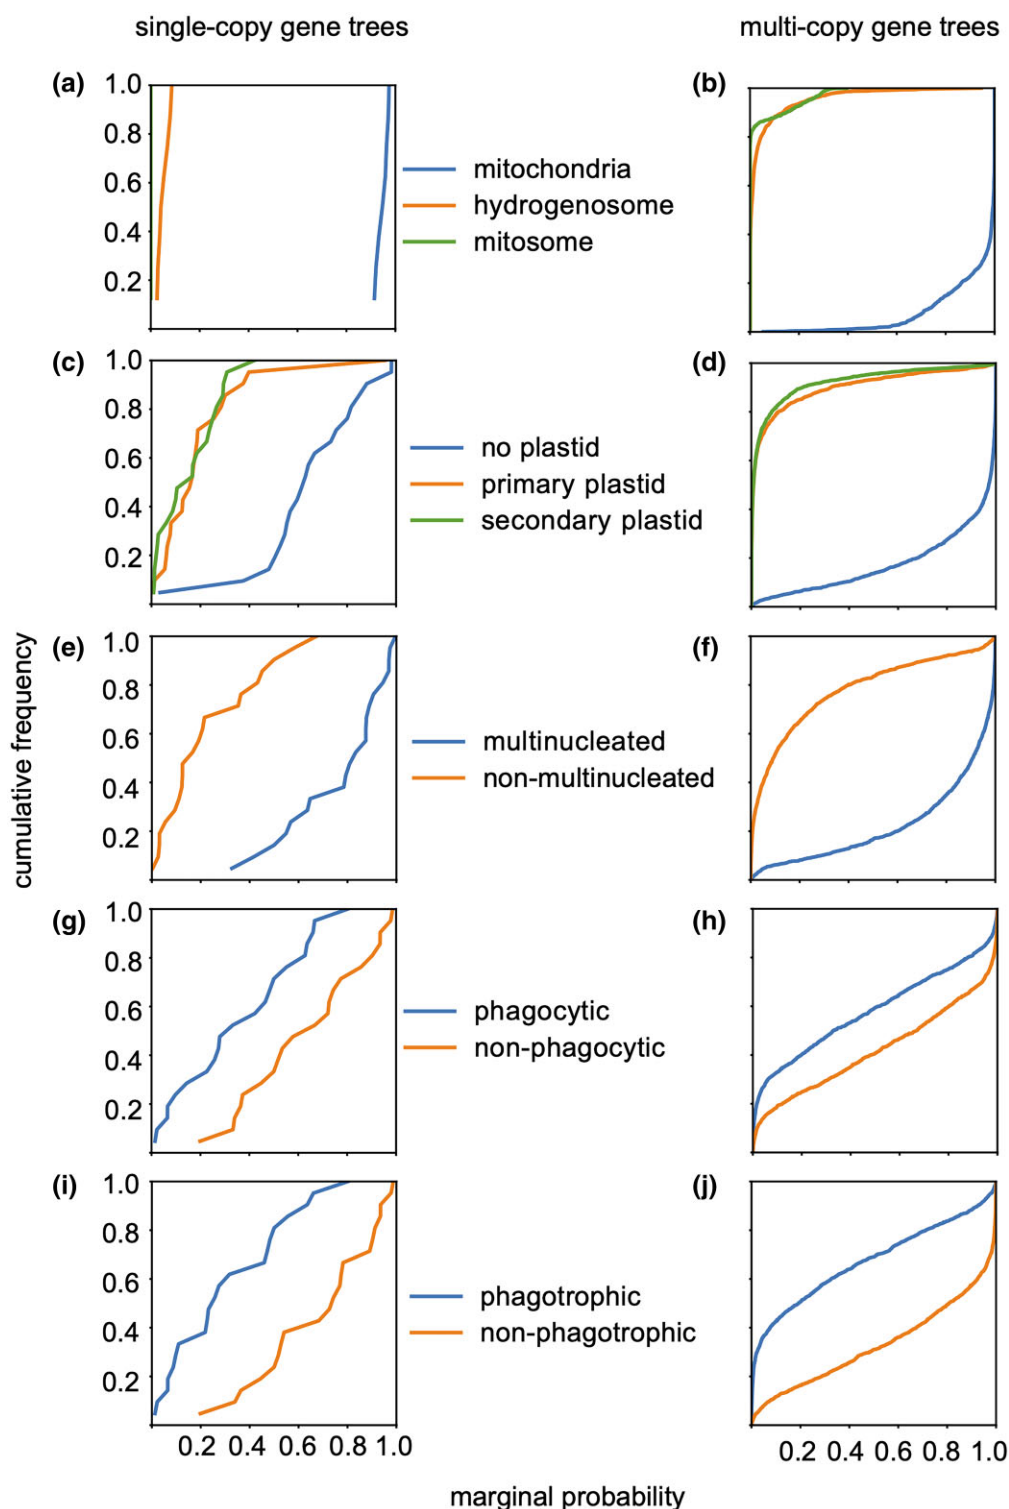 single-copy gene trees
multi-copy gene trees
(a)
1.0
0.8
0.6
0.4
0.2
mitochondria
hydrogenosome
mitosome
(b)
(c)
1.0
0.8
0.6
0.4
0.2
no plastid
primary plastid
secondary plastid
(d)
cumulative frequency
(e)
1.0
0.8
0.6
0.4
0.2
multinucleated
non-multinucleated
(f)
(g)
1.0
0.8
0.6
0.4
0.2
phagocytic
non-phagocytic
(h)
(i)
1.0
0.8
0.6
0.4
0.2
phagotrophic
non-phagotrophic
(j)
0.2 0.4 0.6 0.8 1.0
0.2 0.4 0.6 0.8 1.0
marginal probability